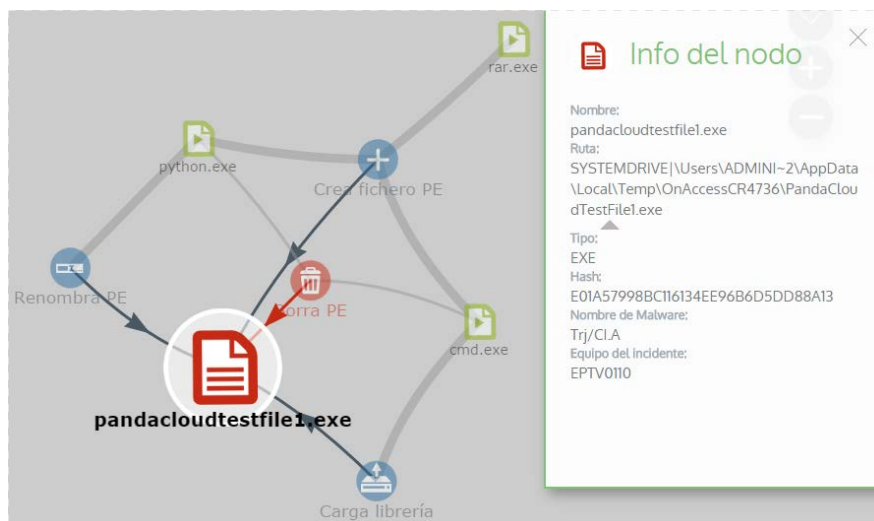 rar.exe
python.exe
Crea fichero PE
Renombra PE
Borra PE
cmd.exe
pandacloudtestfile1.exe
Carga librería
Info del nodo
Nombre:
pandacloudtestfile1.exe
Ruta:
SYSTEMDRIVE|\Users\ADMINI~2\AppData
\Local\Temp\OnAccessCR4736\PandaClou
dTestFile1.exe
Tipo:
EXE
Hash:
E01A57998BC116134EE96B6D5DD88A13
Nombre de Malware:
Trj/CI.A
Equipo del incidente:
EPTV0110